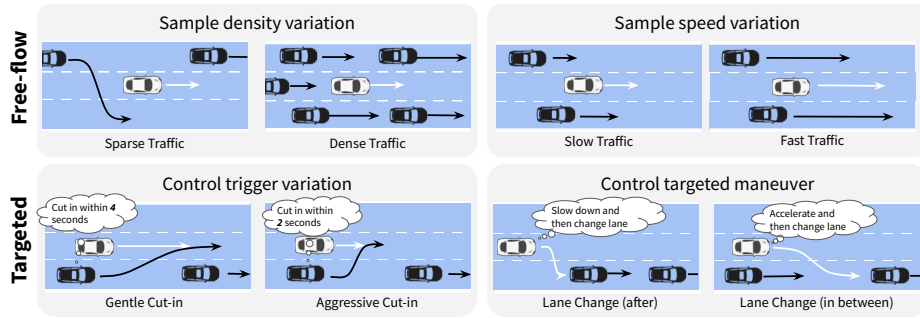 Free-flow
Sample density variation
Sparse Traffic
Dense Traffic
Sample speed variation
Slow Traffic
Fast Traffic
Targeted
Control trigger variation
Cut in within 4
seconds
Gentle Cut-in
Cut in within
2 seconds
Aggressive Cut-in
Control targeted maneuver
Slow down and
then change lane
Lane Change (after)
Accelerate and
then change lane
Lane Change (in between)